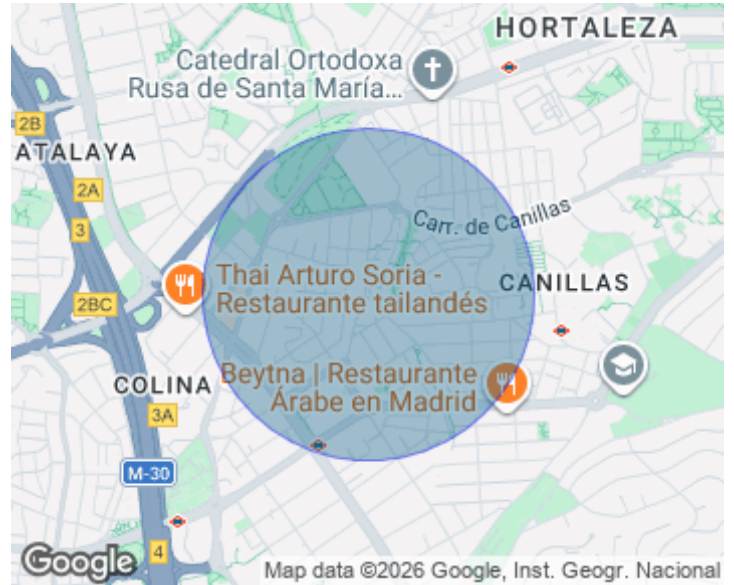 HORTALEZA
Catedral Ortodoxa
Rusa de Santa María...
2B
ATALAYA
2A
3
Carr. de Canillas
Thai Arturo Soria -
Restaurante tailandés
CANILLAS
2BC
COLINA
Beytna | Restaurante
Árabe en Madrid
3A
M-30
4
Google
Map data ©2026 Google, Inst. Geogr. Nacional